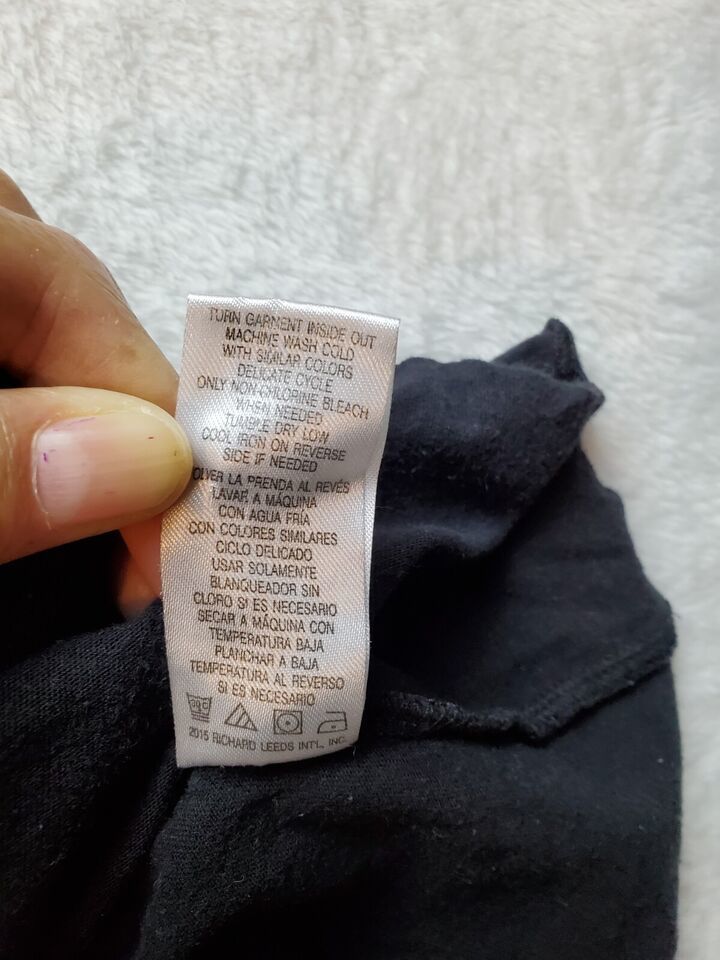 TURN GARMENT INSIDE OUT
MACHINE WASH COLD
WITH SIMILAR COLORS
DELICATE CYCLE
ONLY NON-CHLORINE BLEACH
WHEN NEEDED
TUMBLE DRY LOW
COOL IRON ON REVERSE
SIDE IF NEEDED
OLVER LA PRENDA AL REVÉS
LAVAR A MÁQUINA
CON AGUA FRÍA
CON COLORES SIMILARES
CICLO DELICADO
USAR SOLAMENTE
BLANQUEADOR SIN
CLORO SI ES NECESARIO
SECAR A MÁQUINA CON
TEMPERATURA BAJA
PLANCHAR A BAJA
TEMPERATURA AL REVERSO
SI ES NECESARIO
2015 RICHARD LEEDS INT'L, INC.